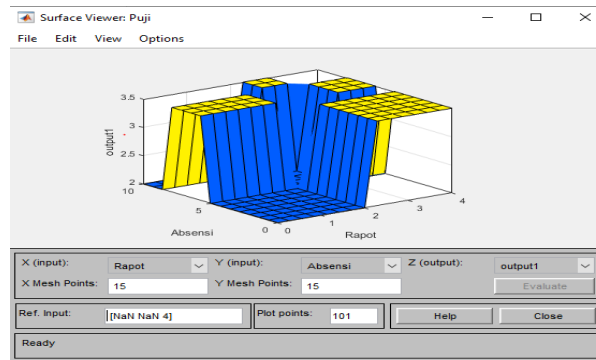 Surface Viewer: Puji
File Edit View Options
3.5
3
2.5
2
output1
10
5
0
Absensi
0
1
2
3
4
Rapot
X (input): Rapot Y (input): Absensi Z (output): output1
X Mesh Points: 15 Y Mesh Points: 15 Evaluate
Ref. Input: [NaN NaN 4] Plot points: 101 Help Close
Ready